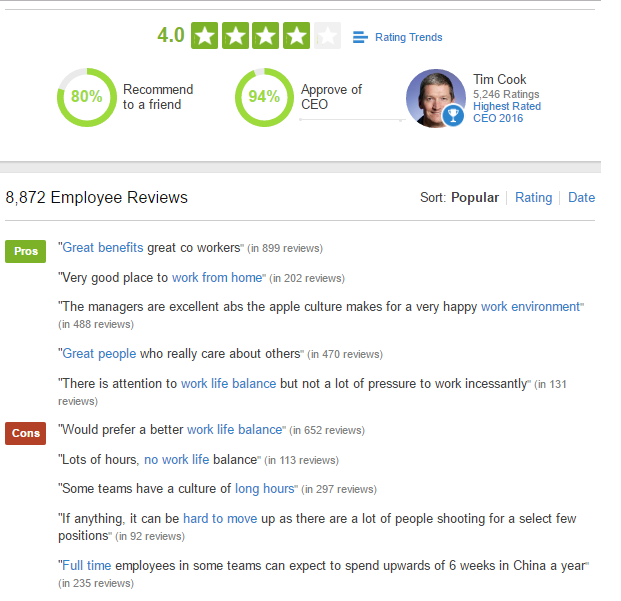 4.0 Rating Trends
80% Recommend to a friend
94% Approve of CEO
Tim Cook
5,246 Ratings
Highest Rated
CEO 2016
8,872 Employee Reviews
Sort: Popular | Rating | Date
Pros
"Great benefits great co workers" (in 899 reviews)
"Very good place to work from home" (in 202 reviews)
"The managers are excellent abs the apple culture makes for a very happy work environment"
(in 488 reviews)
"Great people who really care about others" (in 470 reviews)
"There is attention to work life balance but not a lot of pressure to work incessantly" (in 131
reviews)
Cons
"Would prefer a better work life balance" (in 652 reviews)
"Lots of hours, no work life balance" (in 113 reviews)
"Some teams have a culture of long hours" (in 297 reviews)
"If anything, it can be hard to move up as there are a lot of people shooting for a select few
positions" (in 92 reviews)
"Full time employees in some teams can expect to spend upwards of 6 weeks in China a year"
(in 235 reviews)